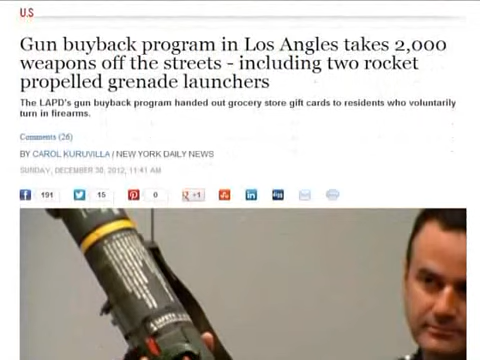 U.S
Gun buyback program in Los Angles takes 2,000
weapons off the streets - including two rocket
propelled grenade launchers
The LAPD's gun buyback program handed out grocery store gift cards to residents who voluntarily
turn in firearms.
Comments (26)
BY CAROL KURUVILLA / NEW YORK DAILY NEWS
SUNDAY, DECEMBER 30, 2012, 11:41 AM
191 15 0 +1